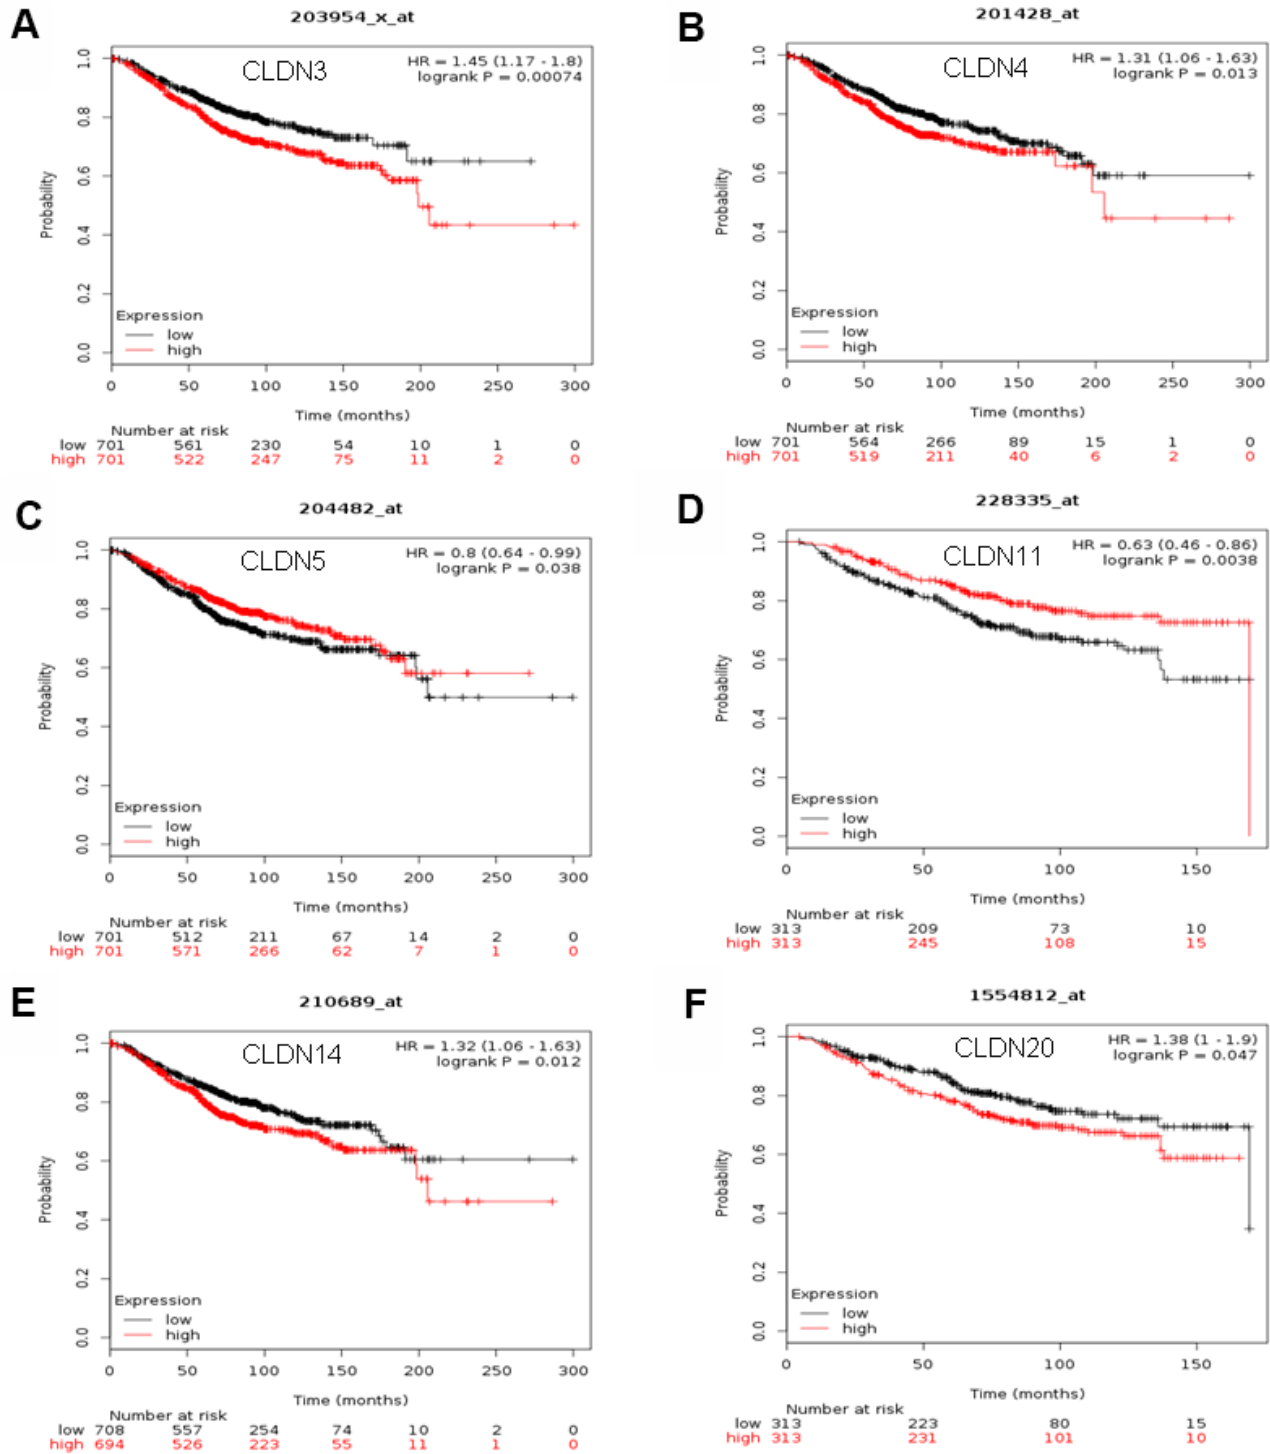 A
203954_x_at
CLDN3
HR = 1.45 (1.17 - 1.8)
logrank P = 0.00074
Probability
0.0 0.2 0.4 0.6 0.8 1.0
Expression
low
high
0 50 100 150 200 250 300
Time (months)
Number at risk
low 701 561 230 54 10 1 0
high 701 522 247 75 11 2 0
B
201428_at
CLDN4
HR = 1.31 (1.06 - 1.63)
logrank P = 0.013
Probability
0.0 0.2 0.4 0.6 0.8 1.0
Expression
low
high
0 50 100 150 200 250 300
Time (months)
Number at risk
low 701 564 266 89 15 1 0
high 701 519 211 40 6 2 0
C
204482_at
CLDN5
HR = 0.8 (0.64 - 0.99)
logrank P = 0.038
Probability
0.0 0.2 0.4 0.6 0.8 1.0
Expression
low
high
0 50 100 150 200 250 300
Time (months)
Number at risk
low 701 512 211 67 14 2 0
high 701 571 266 62 7 1 0
D
228335_at
CLDN11
HR = 0.63 (0.46 - 0.86)
logrank P = 0.0038
Probability
0.0 0.2 0.4 0.6 0.8 1.0
Expression
low
high
0 50 100 150
Time (months)
Number at risk
low 313 209 73 10
high 313 245 108 15
E
210689_at
CLDN14
HR = 1.32 (1.06 - 1.63)
logrank P = 0.012
Probability
0.0 0.2 0.4 0.6 0.8 1.0
Expression
low
high
0 50 100 150 200 250 300
Time (months)
Number at risk
low 708 557 254 74 10 2 0
high 694 526 223 55 11 1 0
F
1554812_at
CLDN20
HR = 1.38 (1 - 1.9)
logrank P = 0.047
Probability
0.0 0.2 0.4 0.6 0.8 1.0
Expression
low
high
0 50 100 150
Time (months)
Number at risk
low 313 223 80 15
high 313 231 101 10